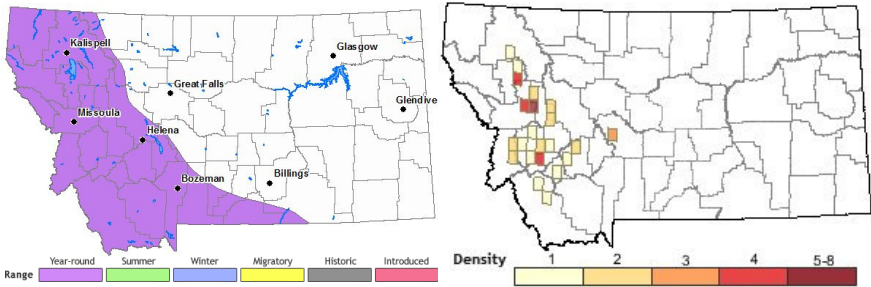 Kalispell
Glasgow
Great Falls
Glendive
Missoula
Helena
Bozeman
Billings
Range Year-round Summer Winter Migratory Historic Introduced
Density 1 2 3 4 5-8